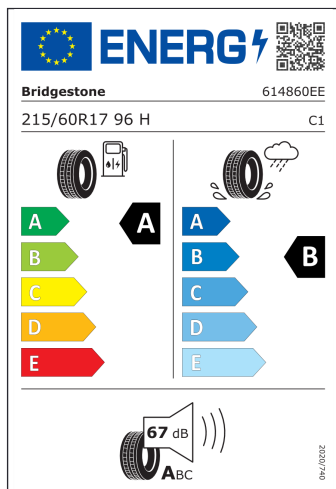 ENERG
Bridgestone 614860EE
215/60R17 96 H C1
A A A
B B B
C C
D D
E E
67 dB
ABC
2020/740